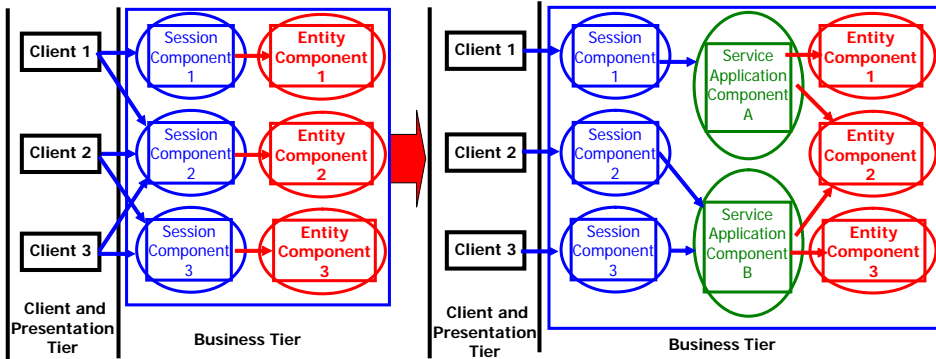 Client 1
Session
Component
1
Entity
Component
1
Client 2
Session
Component
2
Entity
Component
2
Client 3
Session
Component
3
Entity
Component
3
Client and
Presentation
Tier
Business Tier
Client 1
Session
Component
1
Service
Application
Component
A
Entity
Component
1
Client 2
Session
Component
2
Entity
Component
2
Client 3
Session
Component
3
Service
Application
Component
B
Entity
Component
3
Client and
Presentation
Tier
Business Tier